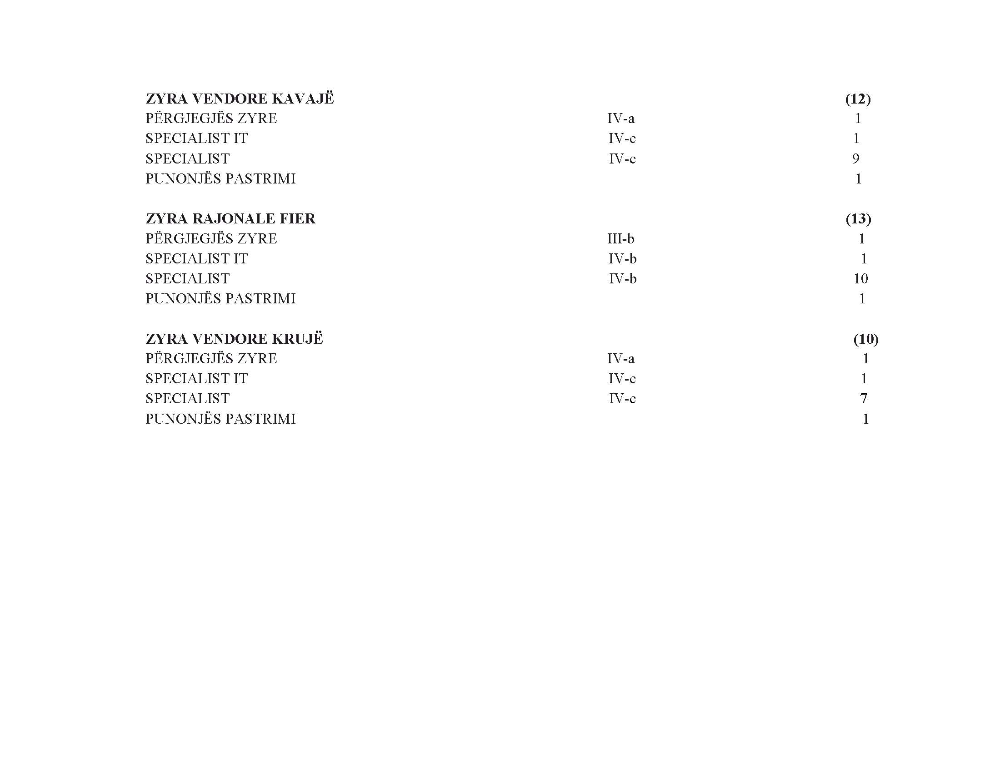 ZYRA VENDORE KAVAJË (12)
PËRGJEGJËS ZYRE IV-a 1
SPECIALIST IT IV-c 1
SPECIALIST IV-c 9
PUNONJËS PASTRIMI 1
ZYRA RAJONALE FIER (13)
PËRGJEGJËS ZYRE III-b 1
SPECIALIST IT IV-b 1
SPECIALIST IV-b 10
PUNONJËS PASTRIMI 1
ZYRA VENDORE KRUJË (10)
PËRGJEGJËS ZYRE IV-a 1
SPECIALIST IT IV-c 1
SPECIALIST IV-c 7
PUNONJËS PASTRIMI 1